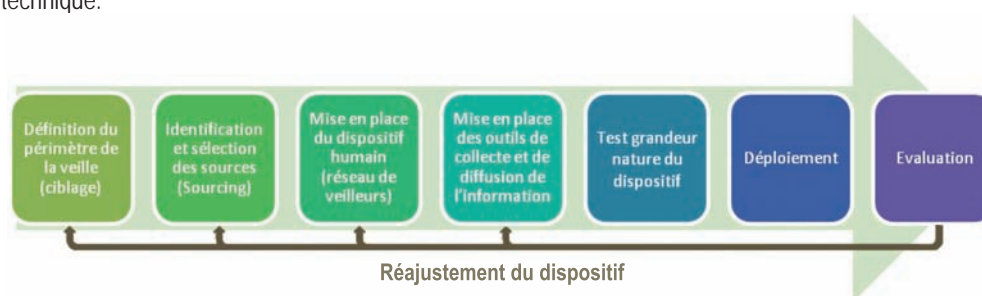 technique.
Définition du
périmètre de
la veille
(ciblage)
Identification
et sélection
des sources
(Sourcing)
Mise en place
du dispositif
humain
(réseau de
veilleurs)
Mise en place
des outils de
collecte et de
diffusion de
l'information
Test grandeur
nature du
dispositif
Déploiement
Evaluation
Réajustement du dispositif